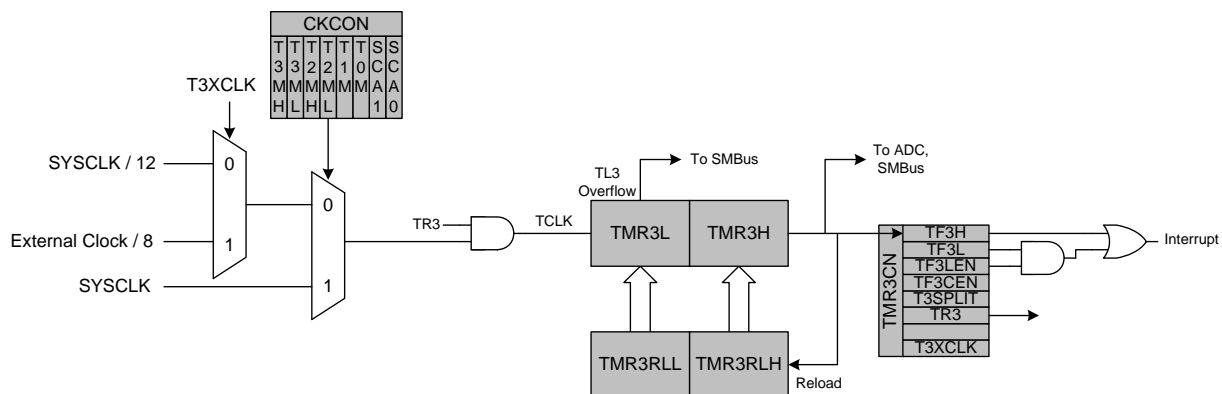 CKCON
T3MH
T3ML
T2MH
T2ML
T1M
T0M
SCA1
SCA0
T3XCLK
SYSCLK / 12
0
External Clock / 8
1
SYSCLK
0
1
TR3
TCLK
TL3
Overflow
To SMBus
To ADC,
SMBus
TMR3L
TMR3H
TMR3RLL
TMR3RLH
Reload
TMR3CN
TF3H
TF3L
TF3LEN
TF3CEN
T3SPLIT
TR3
T3XCLK
Interrupt